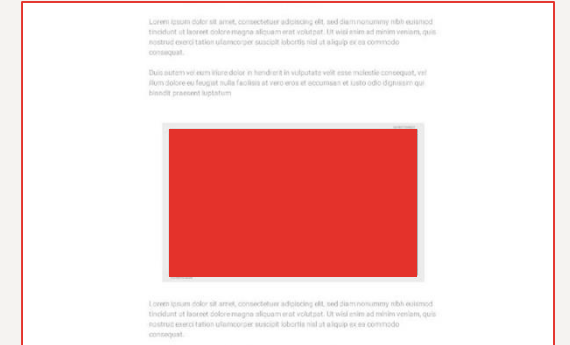 Lorem ipsum dolor sit amet, consectetuer adipiscing elit, sed diam nonummy nibh euismod
tincidunt ut laoreet dolore magna aliquam erat volutpat. Ut wisi enim ad minim veniam, quis
nostrud exerci tation ullamcorper suscipit lobortis nisl ut aliquip ex ea commodo
consequat.
Duis autem vel eum iriure dolor in hendrerit in vulputate velit esse molestie consequat, vel
illum dolore eu feugiat nulla facilisis at vero eros et accumsan et iusto odio dignissim qui
blandit praesent luptatum
Lorem ipsum dolor sit amet, consectetuer adipiscing elit, sed diam nonummy nibh euismod
tincidunt ut laoreet dolore magna aliquam erat volutpat. Ut wisi enim ad minim veniam, quis
nostrud exerci tation ullamcorper suscipit lobortis nisl ut aliquip ex ea commodo
consequat.